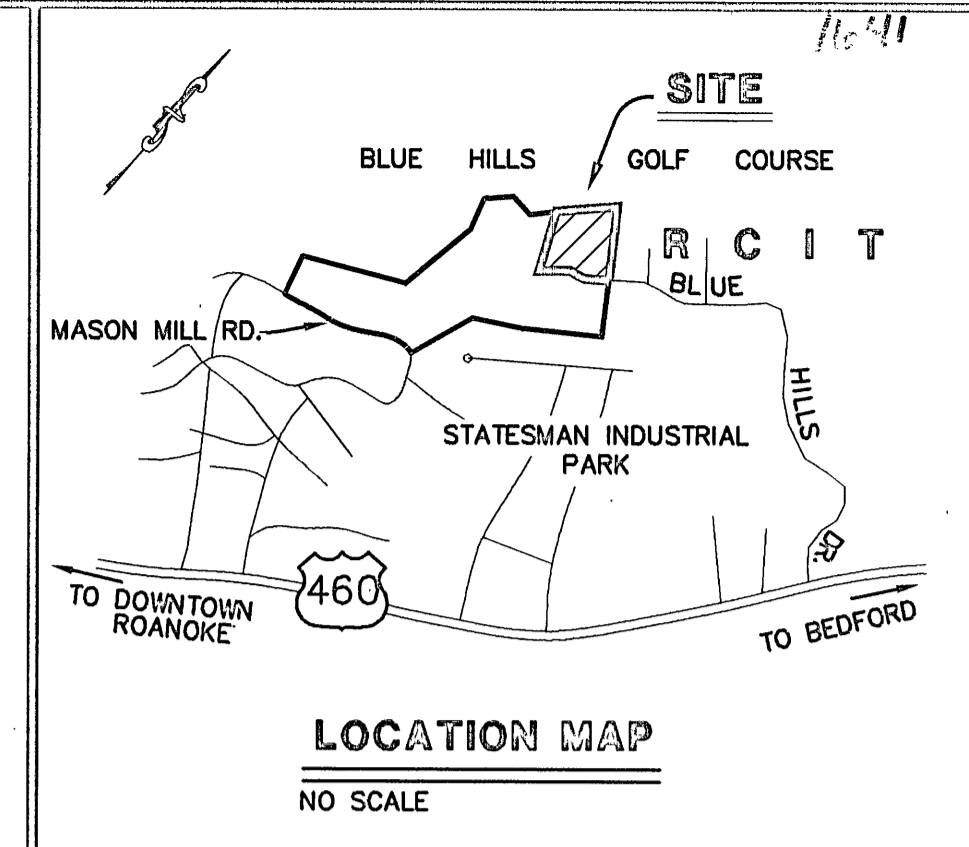 1641
SITE
BLUE HILLS GOLF COURSE
R C I T
BLUE
HILLS
DR.
MASON MILL RD.
STATESMAN INDUSTRIAL
PARK
460
TO DOWNTOWN
ROANOKE
TO BEDFORD
LOCATION MAP
NO SCALE